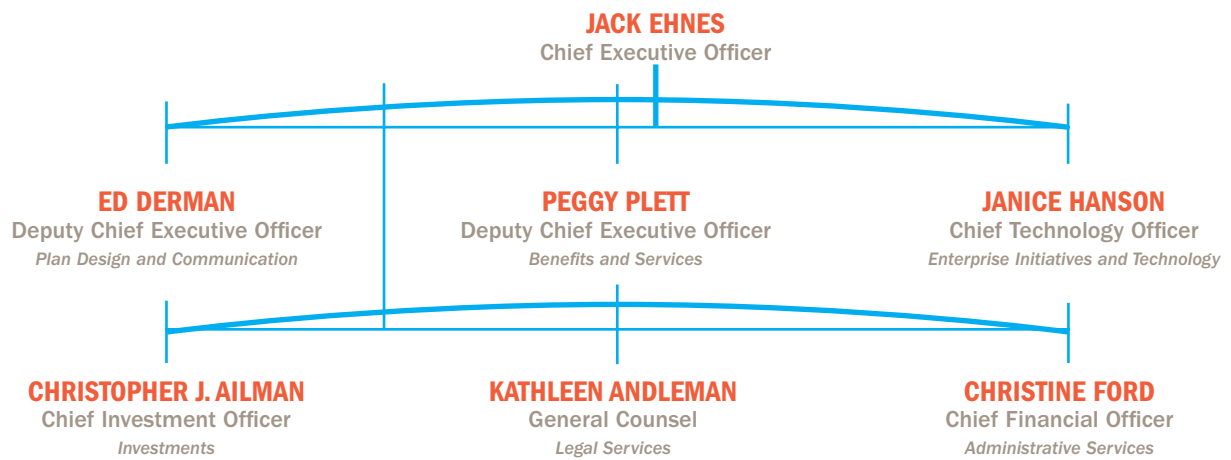 JACK EHNES
Chief Executive Officer
ED DERMAN
Deputy Chief Executive Officer
Plan Design and Communication
PEGGY PLETT
Deputy Chief Executive Officer
Benefits and Services
JANICE HANSON
Chief Technology Officer
Enterprise Initiatives and Technology
CHRISTOPHER J. AILMAN
Chief Investment Officer
Investments
KATHLEEN ANDLEMAN
General Counsel
Legal Services
CHRISTINE FORD
Chief Financial Officer
Administrative Services